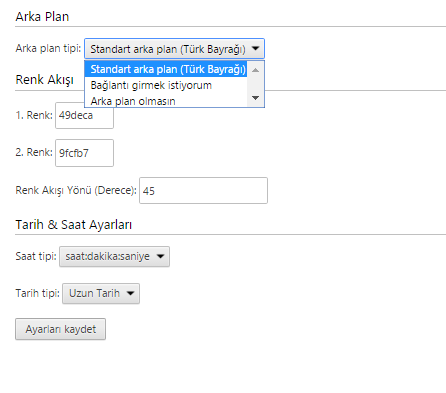 Arka Plan
Arka plan tipi: Standart arka plan (Türk Bayrağı)
Standart arka plan (Türk Bayrağı)
Bağlantı girmek istiyorum
Arka plan olmasın
Renk Akışı
1. Renk: 49deca
2. Renk: 9fcfb7
Renk Akışı Yönü (Derece): 45
Tarih & Saat Ayarları
Saat tipi: saat:dakika:saniye
Tarih tipi: Uzun Tarih
Ayarları kaydet